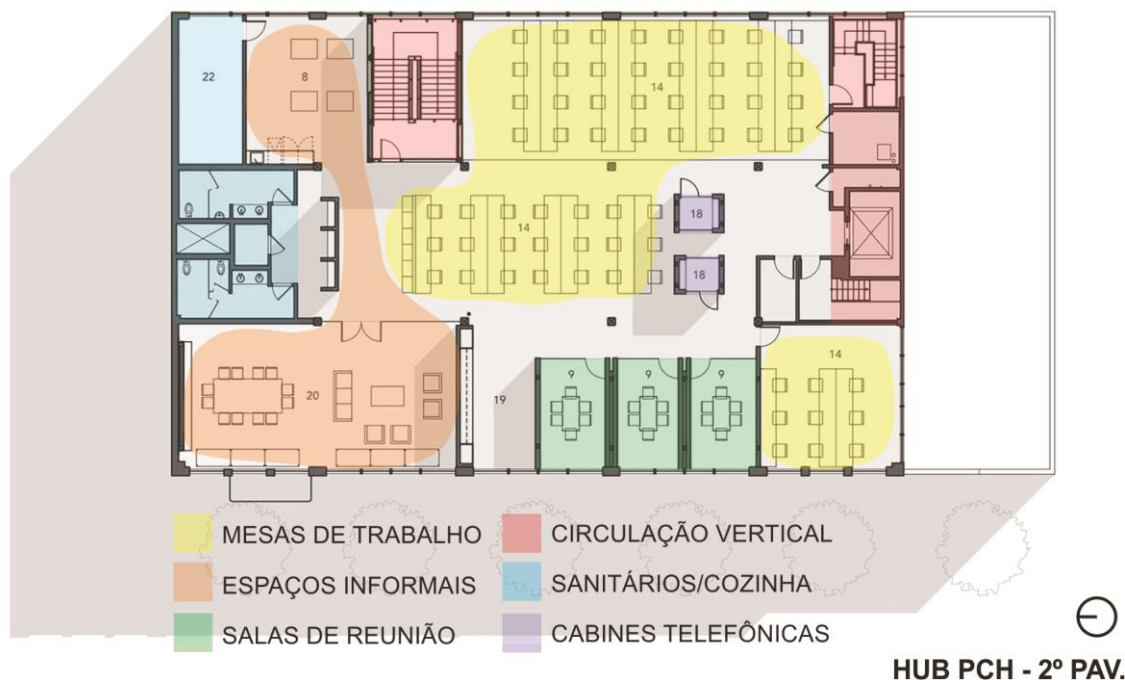 22
8
14
14
18
18
14
9
9
9
20
19
MESAS DE TRABALHO
CIRCULAÇÃO VERTICAL
ESPAÇOS INFORMAIS
SANITÁRIOS/COZINHA
SALAS DE REUNIÃO
CABINES TELEFÔNICAS
HUB PCH - 2º PAV.